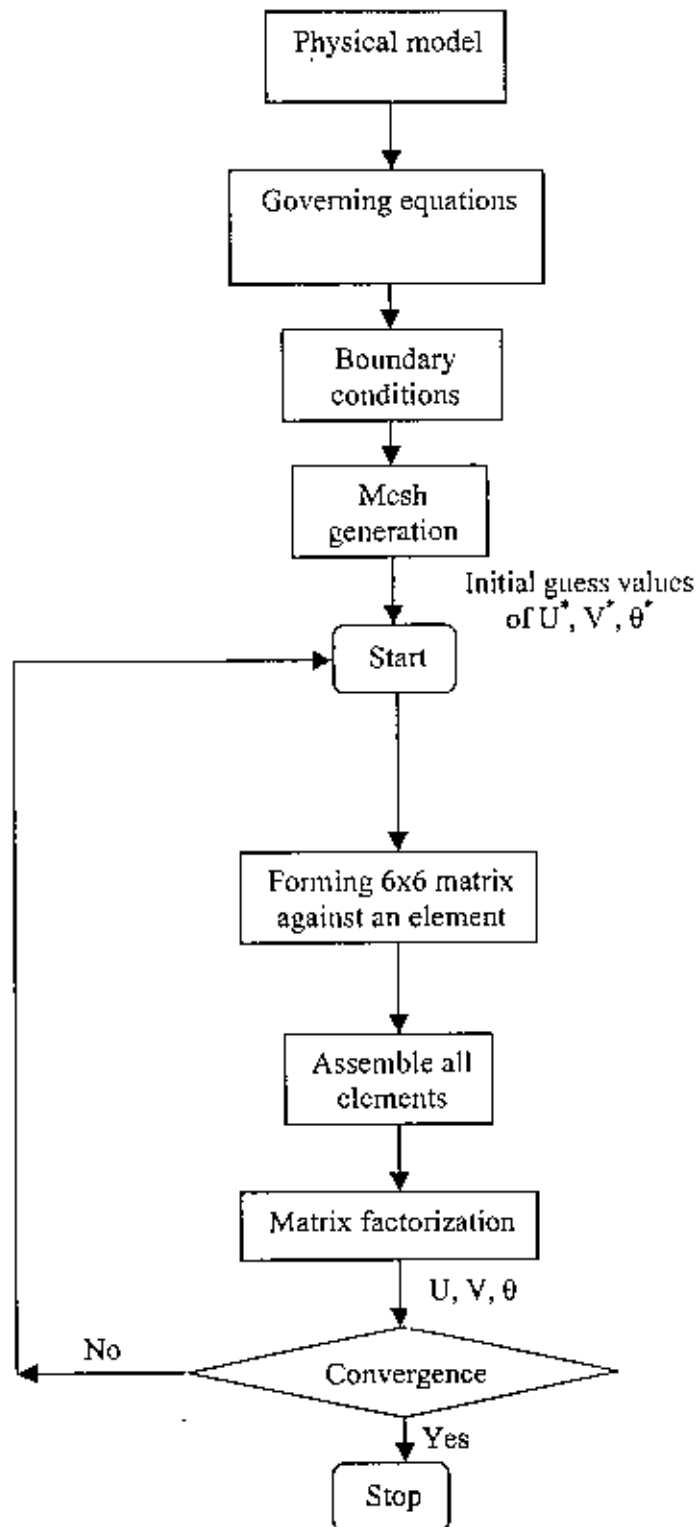 Physical model
Governing equations
Boundary
conditions
Mesh
generation
Initial guess values
of U*, V*, θ*
Start
Forming 6x6 matrix
against an element
Assemble all
elements
Matrix factorization
U, V, θ
No
Convergence
Yes
Stop